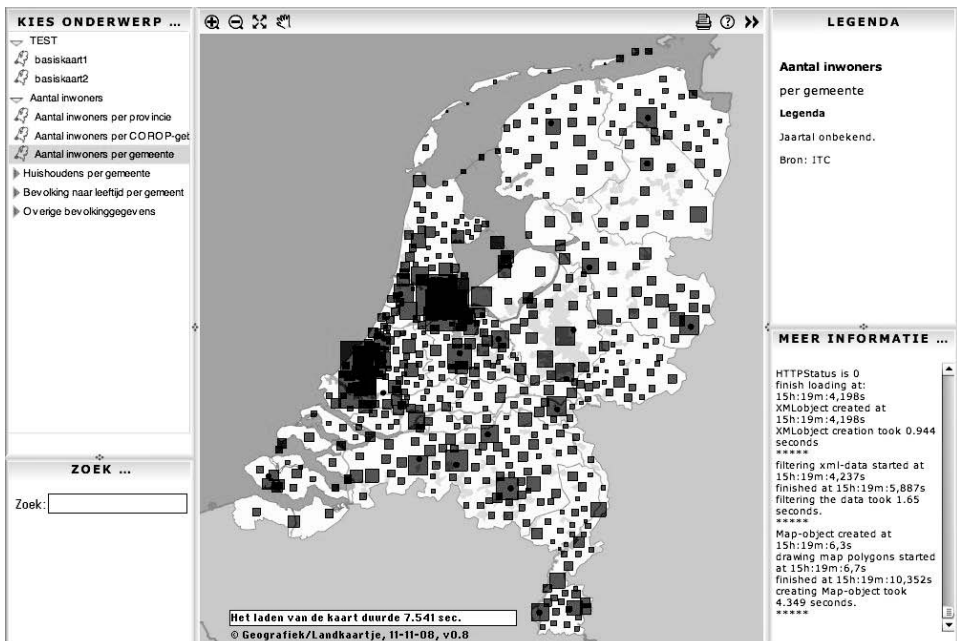 KIES ONDERWERP ...
TEST
basiskaart1
basiskaart2
Aantal inwoners
Aantal inwoners per provincie
Aantal inwoners per COROP-gel
Aantal inwoners per gemeente
Huishoudens per gemeente
Bevolking naar leeftijd per gement
Overige bevolkinggegevens
ZOEK ...
Zoek:
Het laden van de kaart duurde 7.541 sec.
© Geografiek/Landkaartje, 11-11-08, v0.8
LEGENDA
Aantal inwoners
per gemeente
Legenda
Jaartal onbekend.
Bron: ITC
MEER INFORMATIE ...
HTTPStatus is 0
finish loading at:
15h:19m:4,198s
XMLobject created at
15h:19m:4,198s
XMLobject creation took 0.944
seconds
*****
filtering xml-data started at
15h:19m:4,237s
finished at 15h:19m:5,887s
filtering the data took 1.65
seconds.
*****
Map-object created at
15h:19m:6,3s
drawing map polygons started
at 15h:19m:6,7s
finished at 15h:19m:10,352s
creating Map-object took
4.349 seconds.
*****